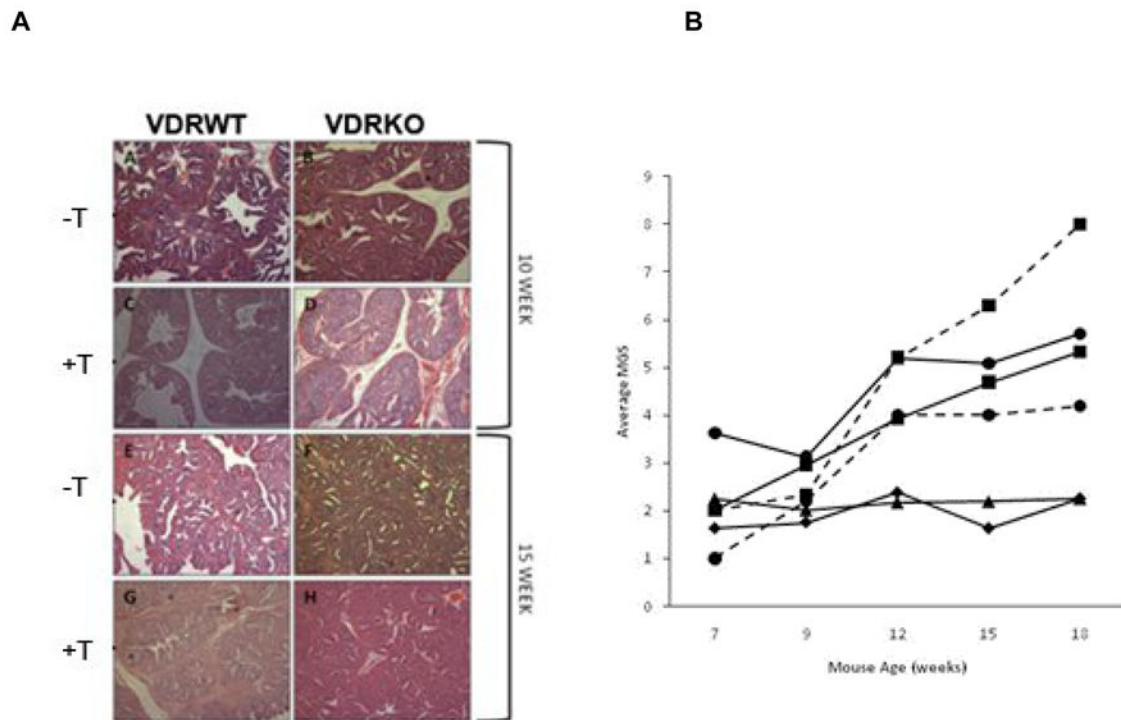 A
B
VDRWT VDRKO
A
B
-T
C
D
+T
10 WEEK
E
F
-T
G
H
+T
15 WEEK
Average MGS
9
8
7
6
5
4
3
2
1
0
7 9 12 15 18
Mouse Age (weeks)